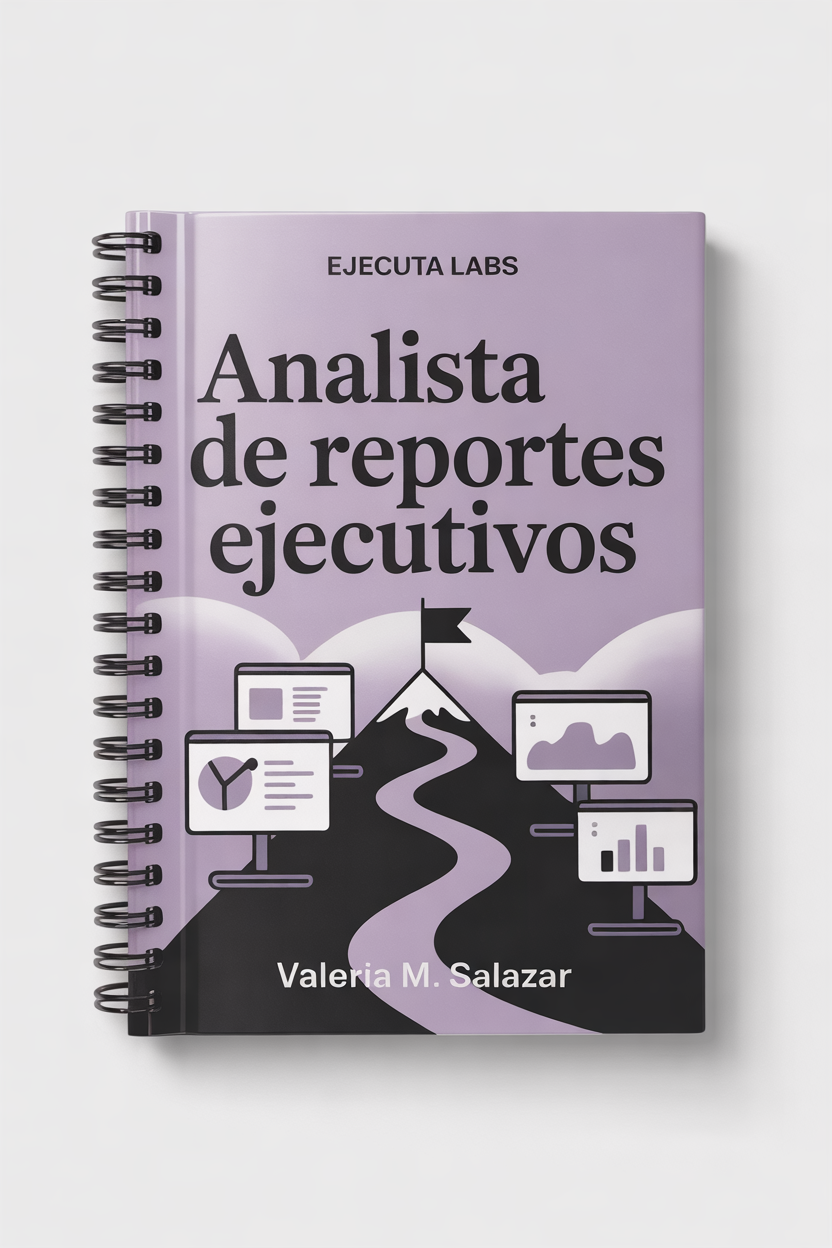 EJECUTA LABS
Analista
de reportes
ejecutivos
Valeria M. Salazar